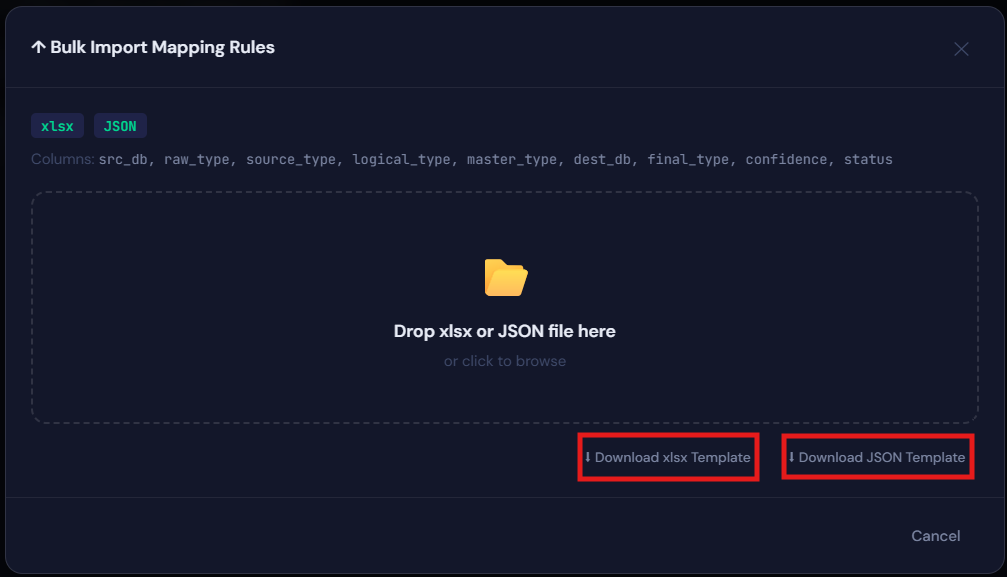 ↑ Bulk Import Mapping Rules
xlsx JSON
Columns: src_db, raw_type, source_type, logical_type, master_type, dest_db, final_type, confidence, status
Drop xlsx or JSON file here
or click to browse
⬇ Download xlsx Template ⬇ Download JSON Template
Cancel